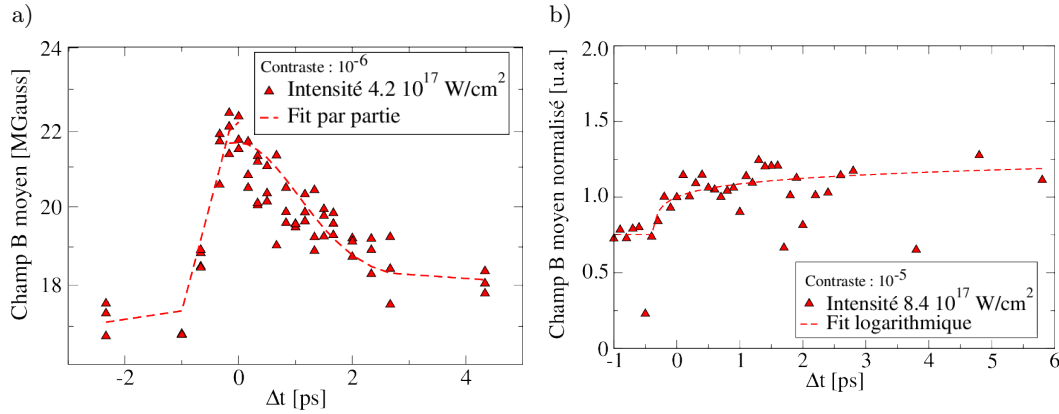 a)
Champ B moyen [MGauss]
24
22
20
18
-2
0
2
4
Δt [ps]
Contraste : 10⁻⁶
Intensité 4.2 10¹⁷ W/cm²
Fit par partie
b)
Champ B moyen normalisé [u.a.]
2.0
1.5
1.0
0.5
0
-1
0
1
2
3
4
5
6
Δt [ps]
Contraste : 10⁻⁵
Intensité 8.4 10¹⁷ W/cm²
Fit logarithmique